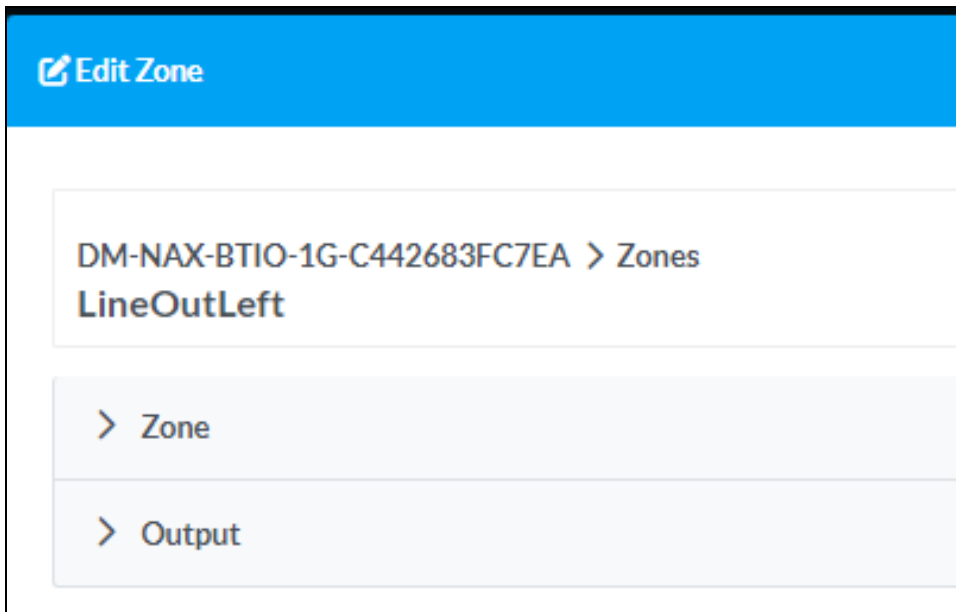 Edit Zone
DM-NAX-BTIO-1G-C442683FC7EA > Zones
LineOutLeft
> Zone
> Output